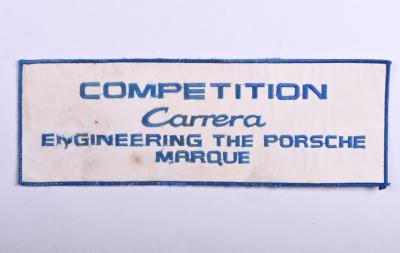 COMPETITION
Carrera
ENGINEERING THE PORSCHE
MARQUE